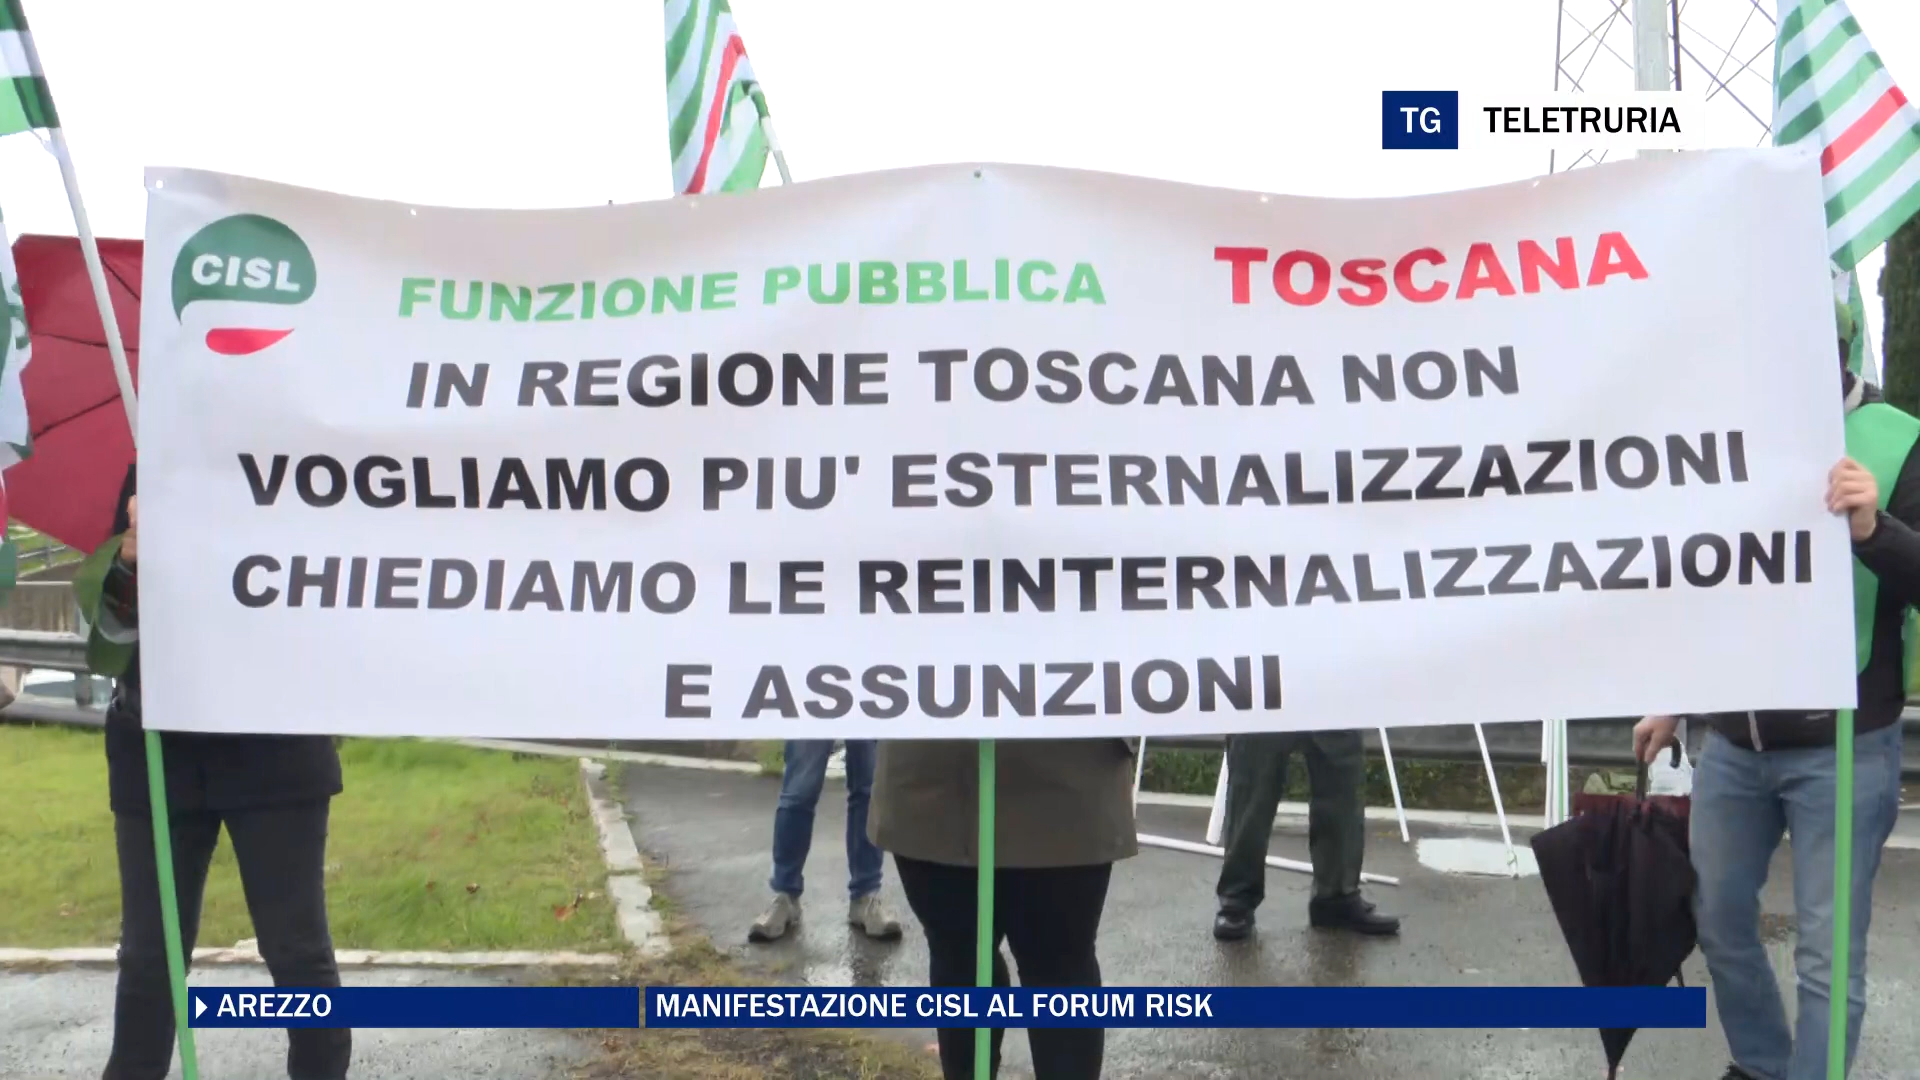 TG TELETRURIA
CISL
FUNZIONE PUBBLICA TOsCANA
IN REGIONE TOSCANA NON
VOGLIAMO PIU' ESTERNALIZZAZIONI
CHIEDIAMO LE REINTERNALIZZAZIONI
E ASSUNZIONI
AREZZO MANIFESTAZIONE CISL AL FORUM RISK